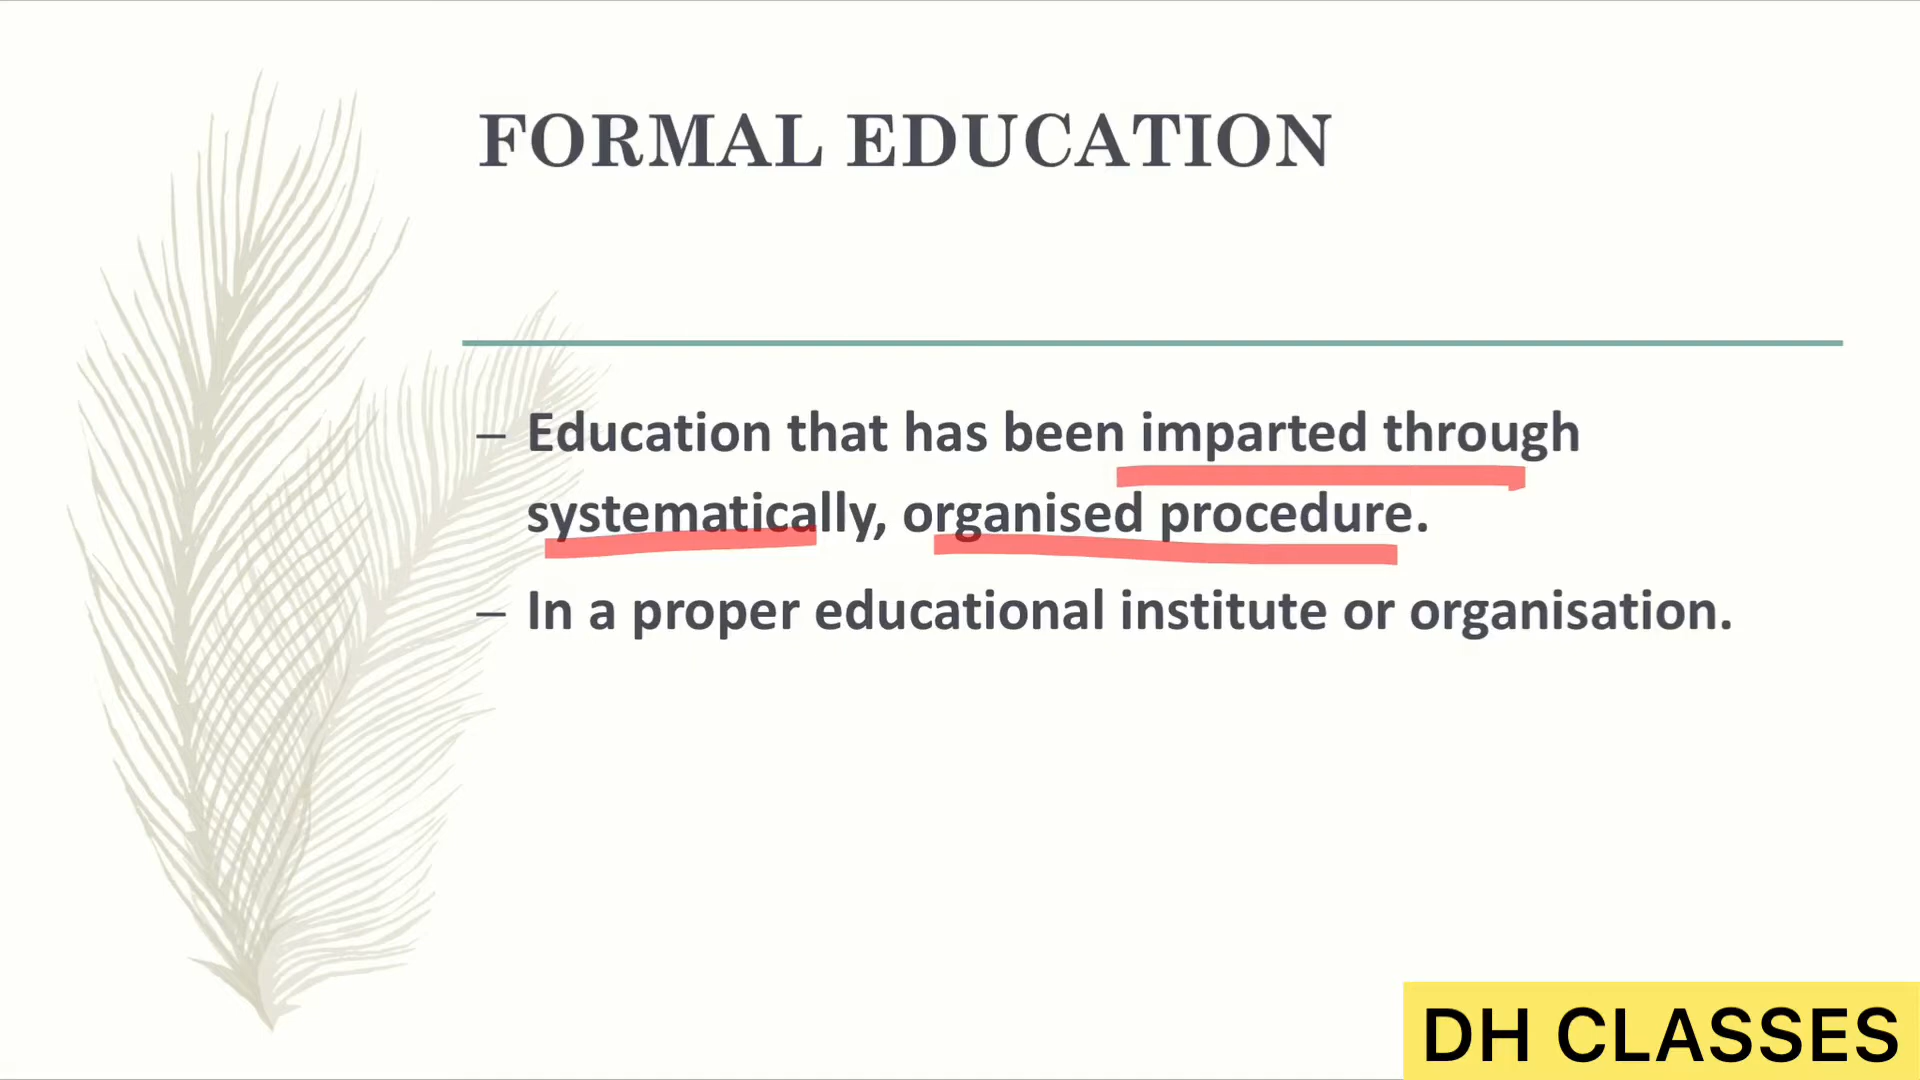 FORMAL EDUCATION
– Education that has been imparted through
systematically, organised procedure.
– In a proper educational institute or organisation.
DH CLASSES